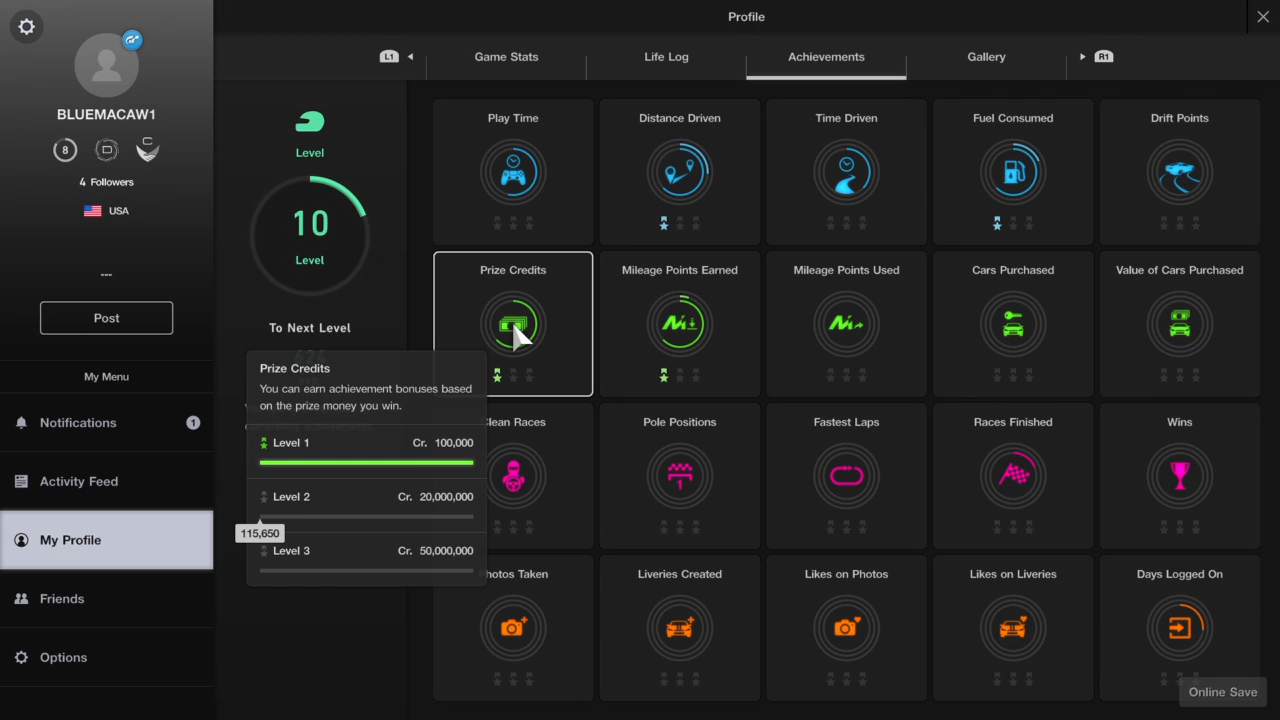 Profile
L1
Game Stats
Life Log
Achievements
Gallery
R1
BLUEMACAW1
8
D
C
4 Followers
USA
---
Post
My Menu
Notifications
1
Activity Feed
My Profile
Friends
Options
Level
10
Level
To Next Level
Play Time
Distance Driven
Time Driven
Fuel Consumed
Drift Points
Prize Credits
Mileage Points Earned
Mileage Points Used
Cars Purchased
Value of Cars Purchased
Prize Credits
You can earn achievement bonuses based
on the prize money you win.
Level 1
Cr. 100,000
Level 2
Cr. 20,000,000
115,650
Level 3
Cr. 50,000,000
Races
Pole Positions
Fastest Laps
Races Finished
Wins
1
Taken
Liveries Created
Likes on Photos
Likes on Liveries
Days Logged On
Online Save